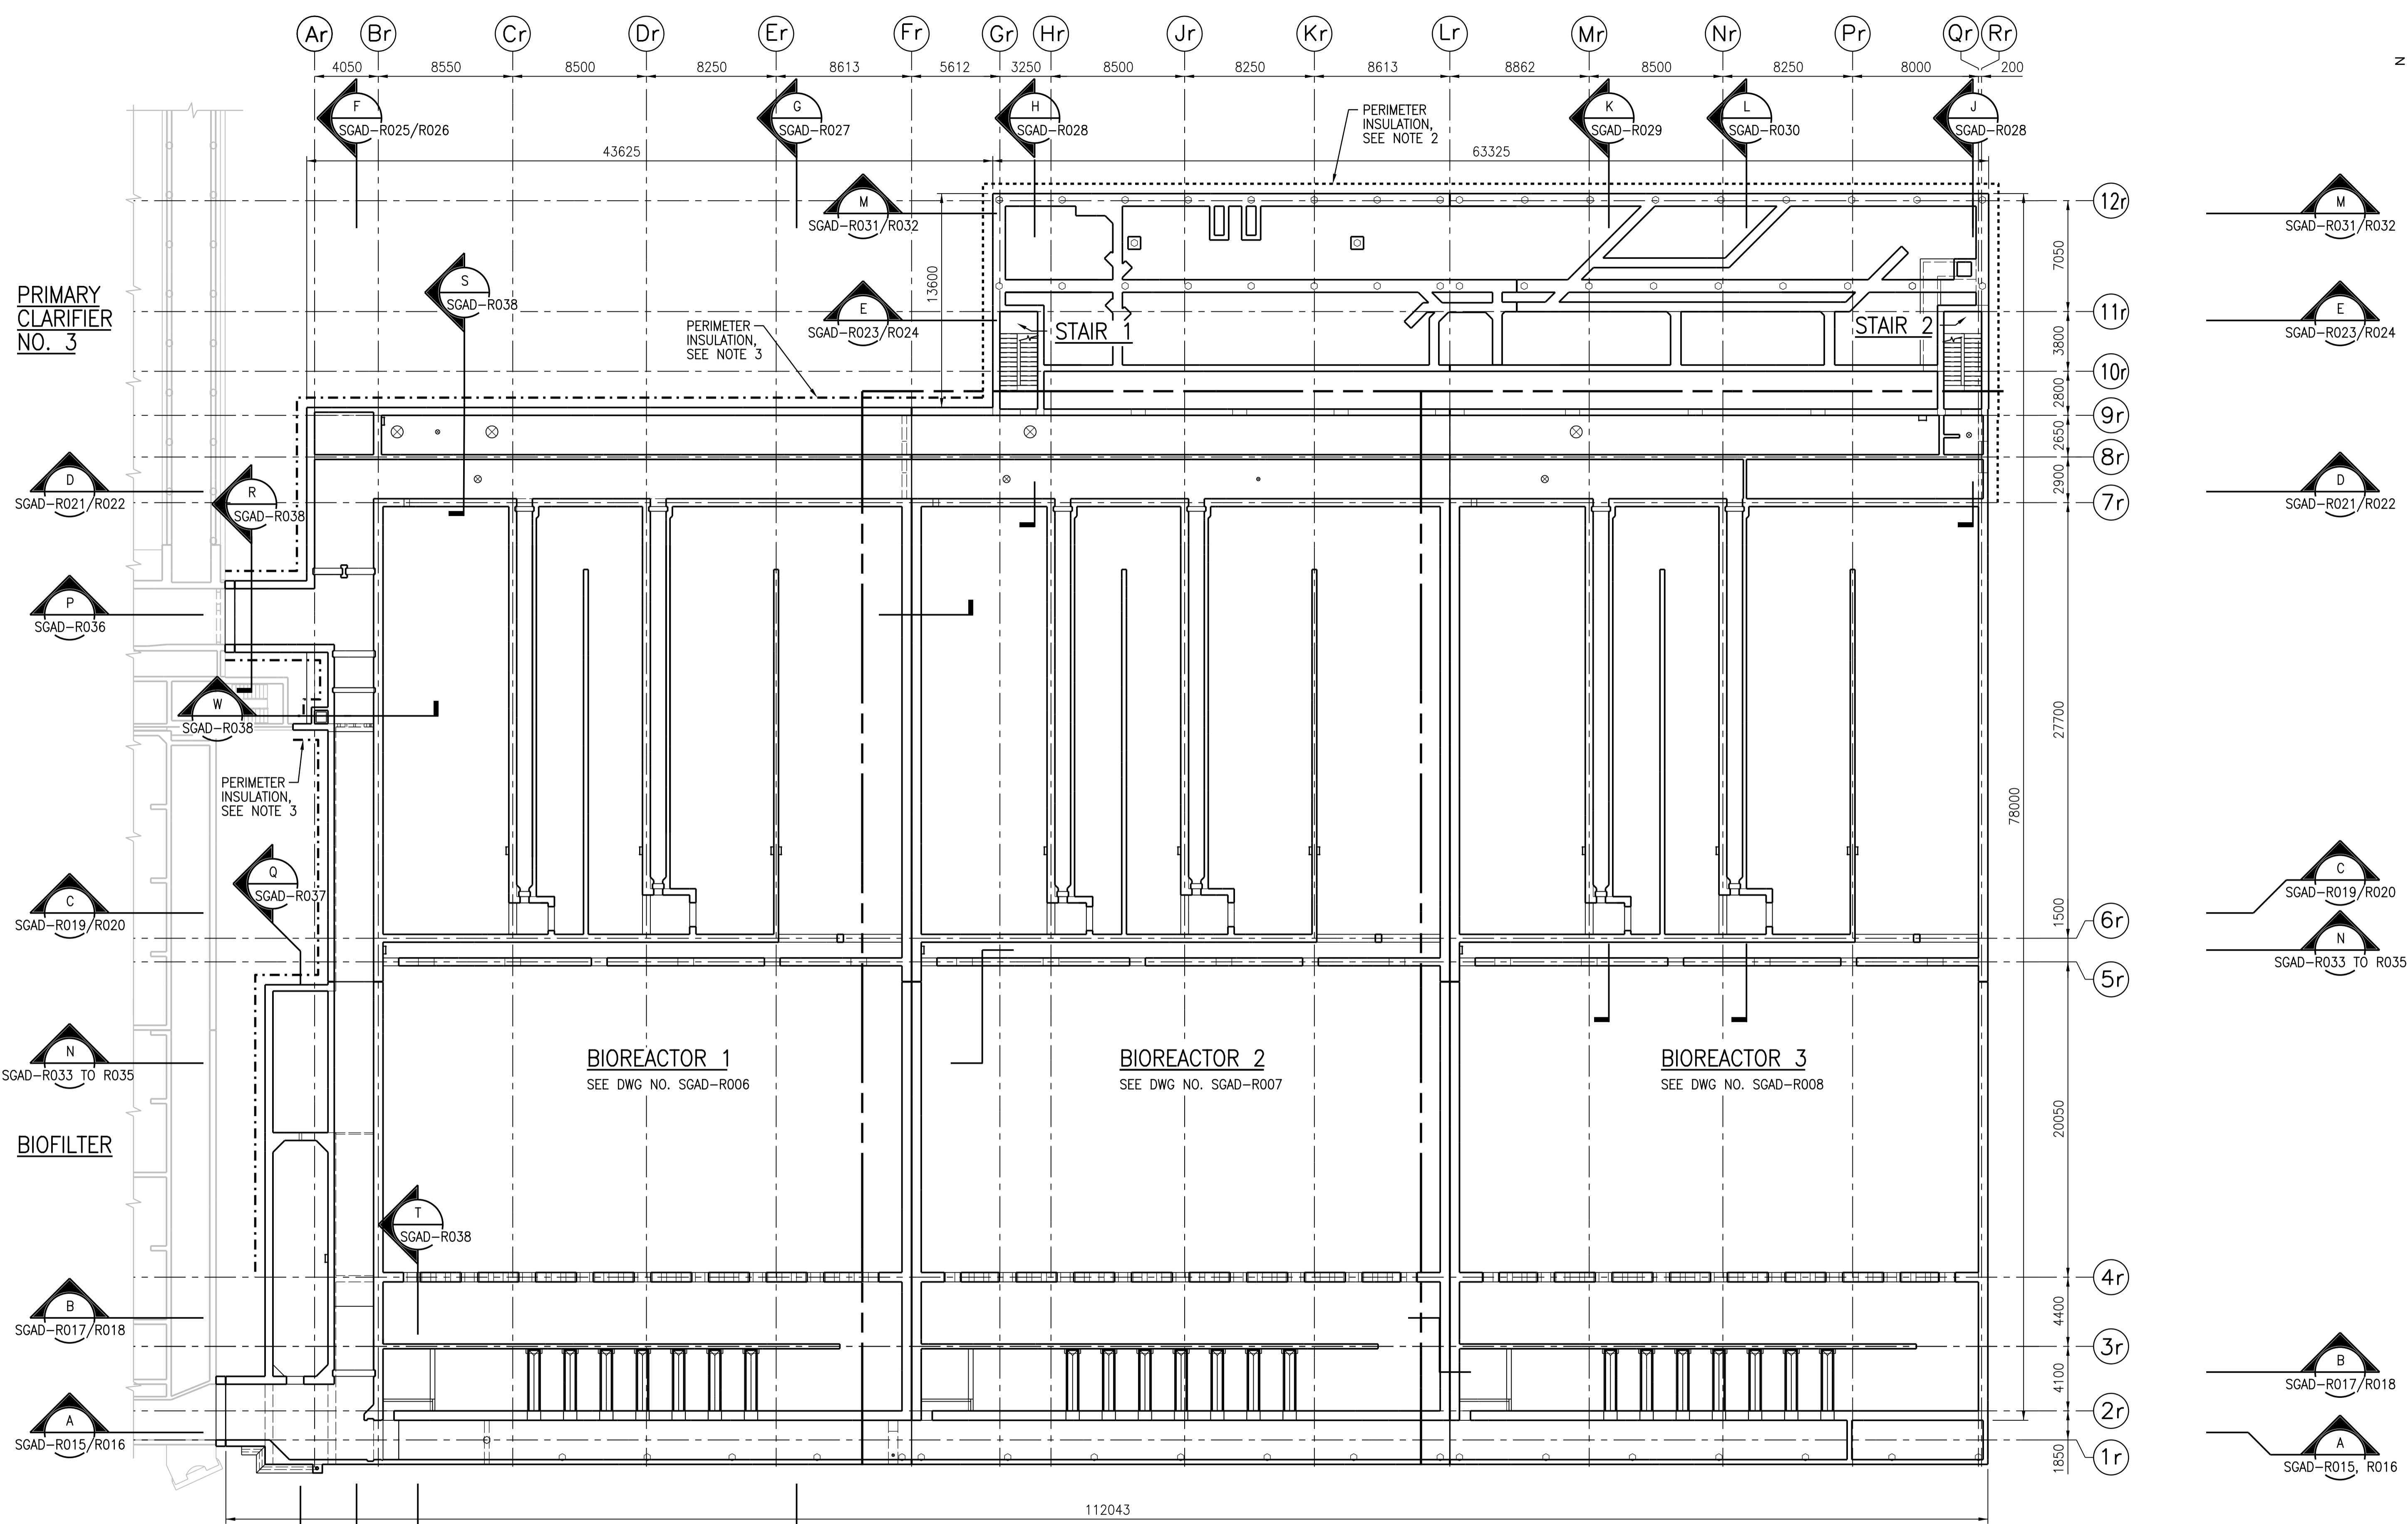 Ar Br Cr Dr Er Fr Gr Hr Jr Kr Lr Mr Nr Pr Qr Rr
4050 8550 8500 8250 8613 5612 3250 8500 8250 8613 8862 8500 8250 8000 200
Z
F
SGAD-R025/R026
G
SGAD-R027
H
SGAD-R028
PERIMETER
INSULATION,
SEE NOTE 2
K
SGAD-R029
L
SGAD-R030
J
SGAD-R028
43625
63325
M
SGAD-R031/R032
12r
M
SGAD-R031/R032
7050
13600
S
SGAD-R038
PRIMARY
CLARIFIER
NO. 3
E
SGAD-R023/R024
PERIMETER
INSULATION,
SEE NOTE 3
STAIR 1
STAIR 2
11r
E
SGAD-R023/R024
3800
10r
2800
9r
2650
8r
2900
7r
D
SGAD-R021/R022
R
SGAD-R038
D
SGAD-R021/R022
P
SGAD-R036
W
SGAD-R038
27700
PERIMETER
INSULATION,
SEE NOTE 3
78000
Q
SGAD-R037
C
SGAD-R019/R020
C
SGAD-R019/R020
6r
1500
N
SGAD-R033 TO R035
5r
N
SGAD-R033 TO R035
BIOREACTOR 1
SEE DWG NO. SGAD-R006
BIOREACTOR 2
SEE DWG NO. SGAD-R007
BIOREACTOR 3
SEE DWG NO. SGAD-R008
20050
BIOFILTER
T
SGAD-R038
4r
B
SGAD-R017/R018
4400
3r
B
SGAD-R017/R018
4100
2r
A
SGAD-R015/R016
1r
1850
A
SGAD-R015, R016
112043